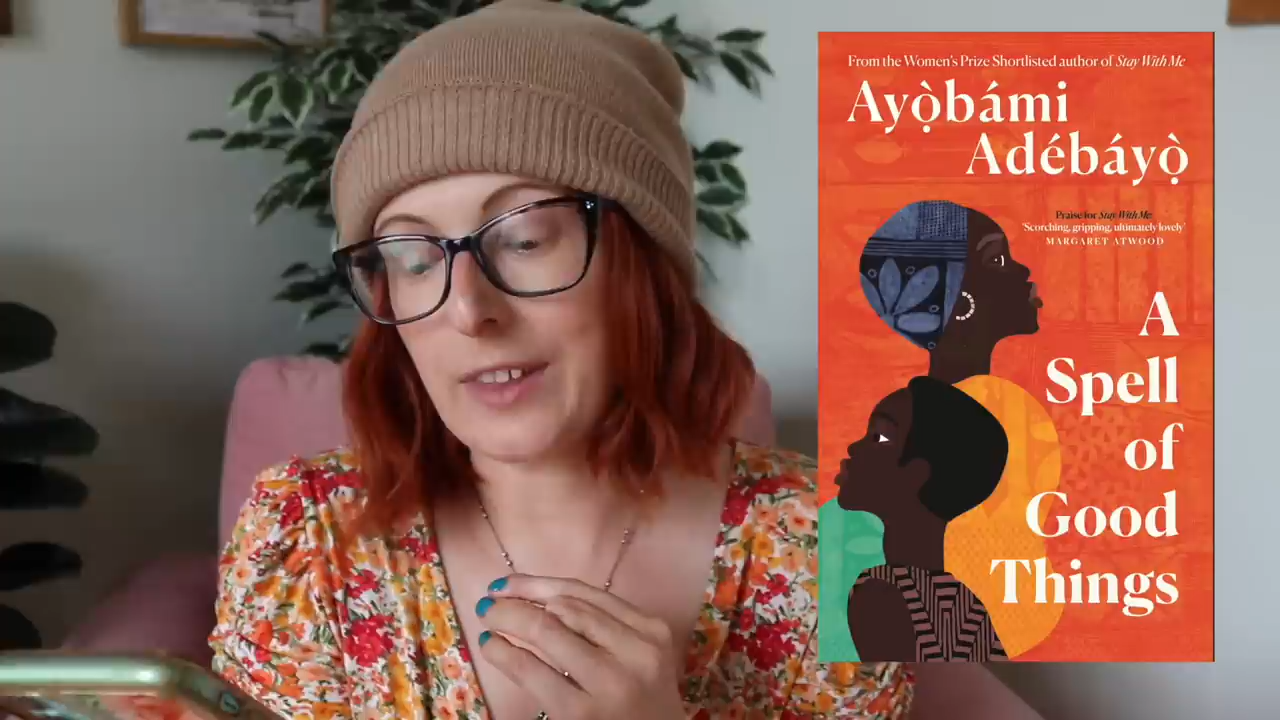 From the Women's Prize Shortlisted author of Stay With Me
Ayọ̀bámi
Adébáyọ̀
Praise for Stay With Me:
'Scorching, gripping, ultimately lovely'
MARGARET ATWOOD
A
Spell
of
Good
Things